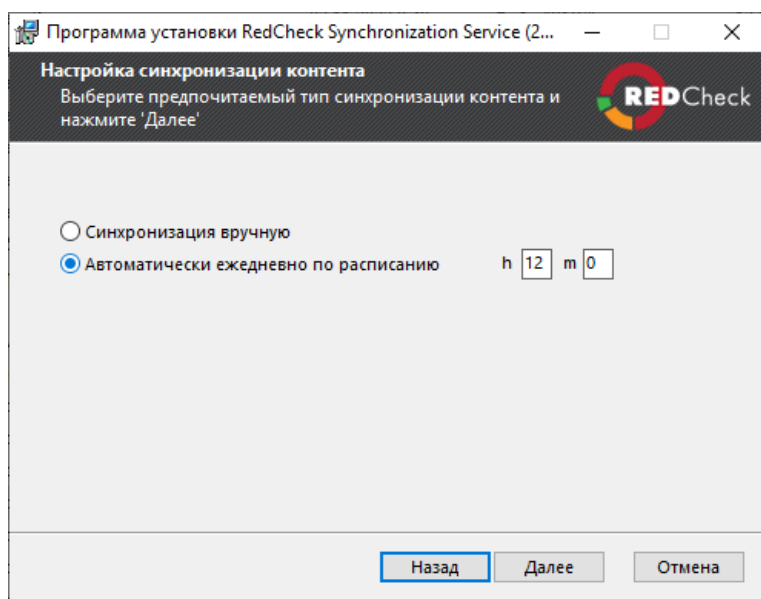 Программа установки RedCheck Synchronization Service (2...
Настройка синхронизации контента
Выберите предпочитаемый тип синхронизации контента и
нажмите 'Далее'
REDCheck
Синхронизация вручную
Автоматически ежедневно по расписанию h 12 m 0
Назад Далее Отмена